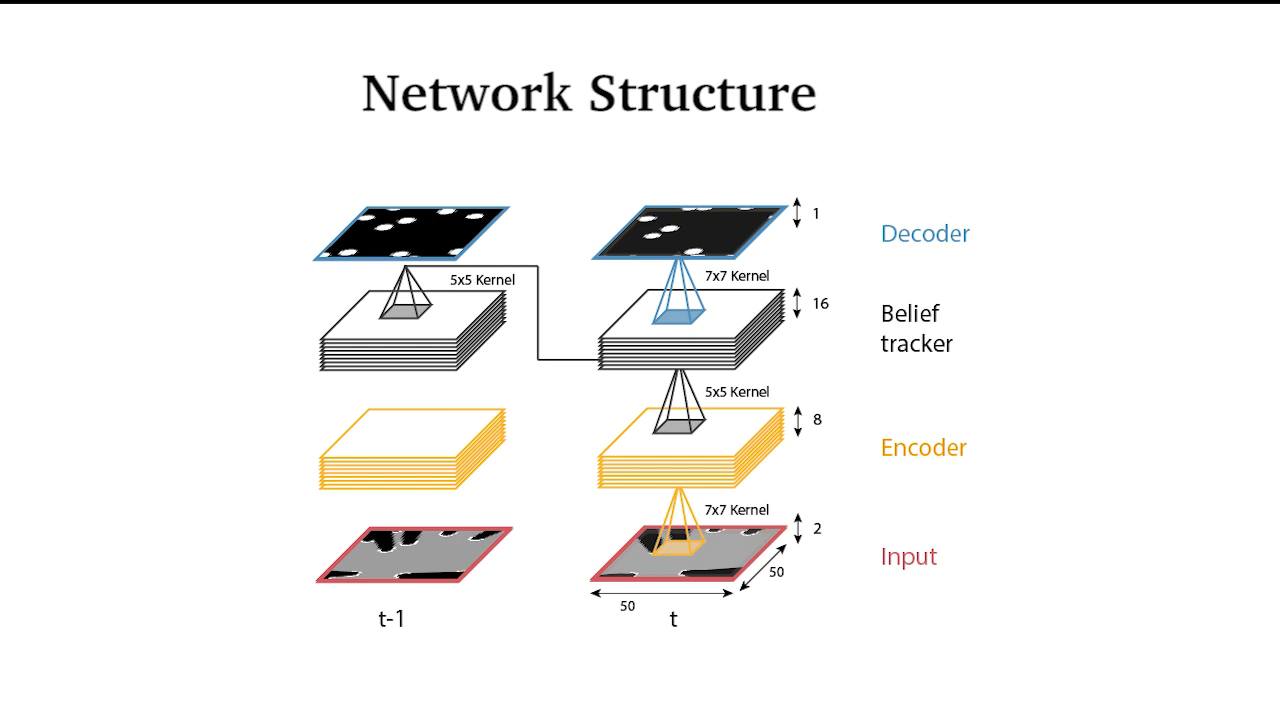 Network Structure
1
Decoder
5x5 Kernel
7x7 Kernel
16
Belief
tracker
5x5 Kernel
8
Encoder
7x7 Kernel
2
Input
50
50
t-1
t